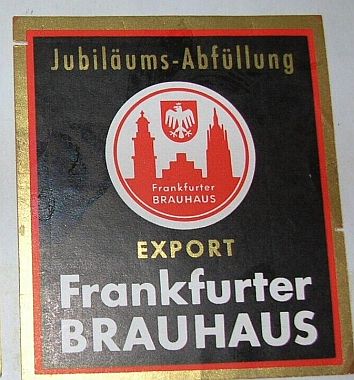 Jubiläums-Abfüllung
Frankfurter
BRAUHAUS
EXPORT
Frankfurter
BRAUHAUS